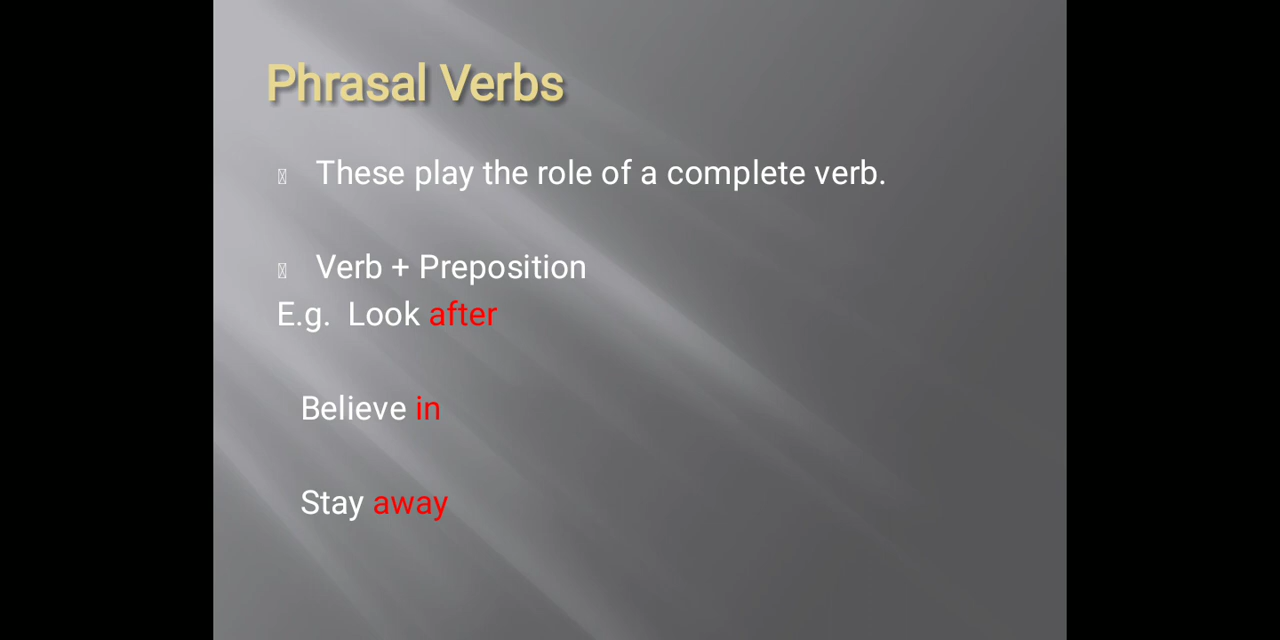 Phrasal Verbs
These play the role of a complete verb.
Verb + Preposition
E.g. Look after
Believe in
Stay away